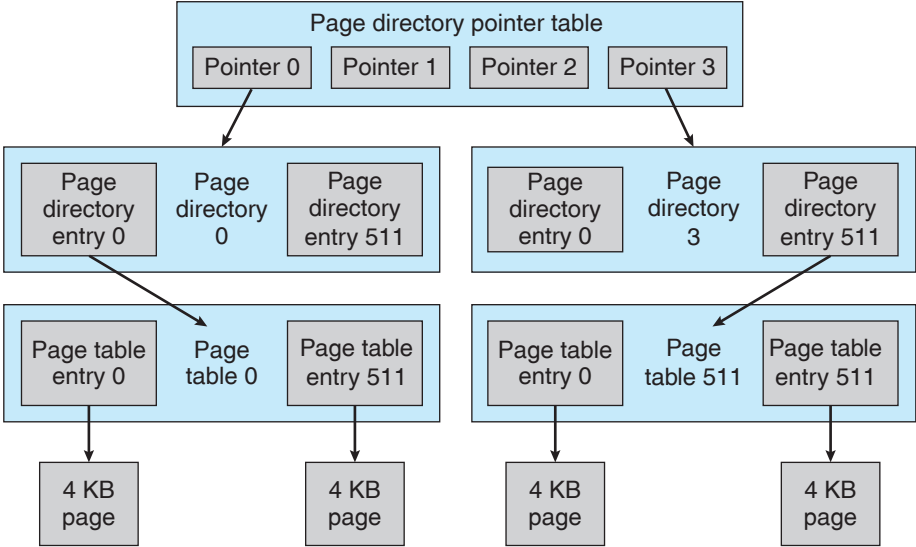 Page directory pointer table
Pointer 0
Pointer 1
Pointer 2
Pointer 3
Page
directory
entry 0
Page
directory
0
Page
directory
entry 511
Page
directory
entry 0
Page
directory
3
Page
directory
entry 511
Page table
entry 0
Page
table 0
Page table
entry 511
Page table
entry 0
Page
table 511
Page table
entry 511
4 KB
page
4 KB
page
4 KB
page
4 KB
page